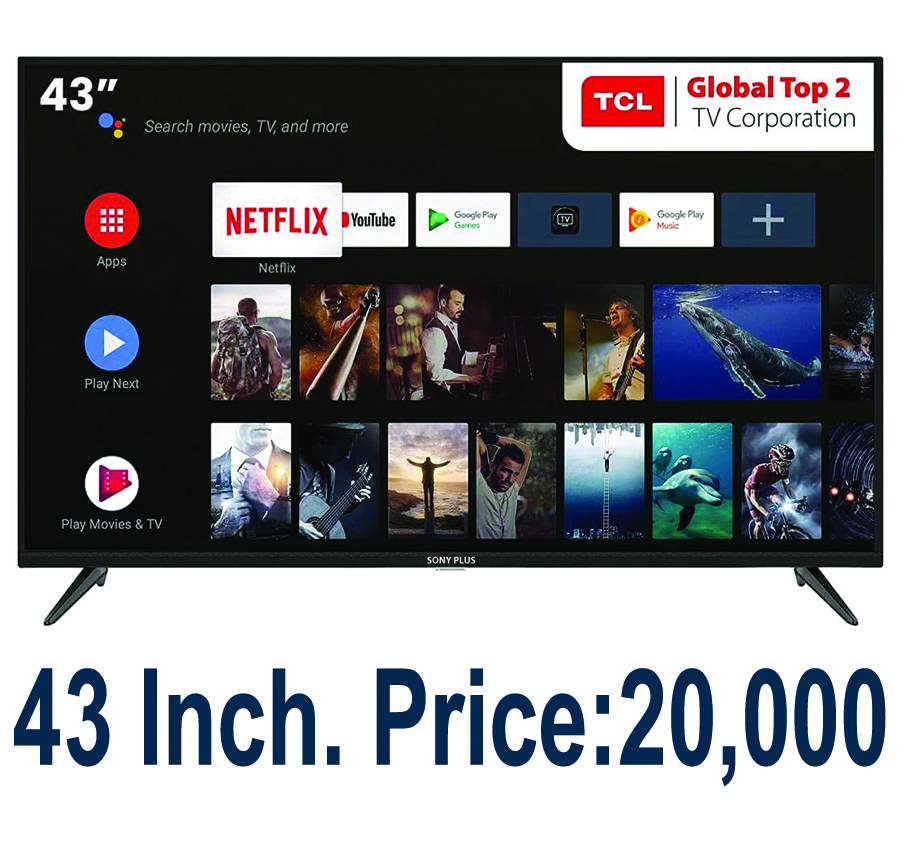 43”
TCL
Global Top 2
TV Corporation
Search movies, TV, and more
NETFLIX
YouTube
Google Play
Games
TV
Google Play
Music
Apps
Netflix
Play Next
Play Movies & TV
SONY PLUS
43 Inch. Price:20,000